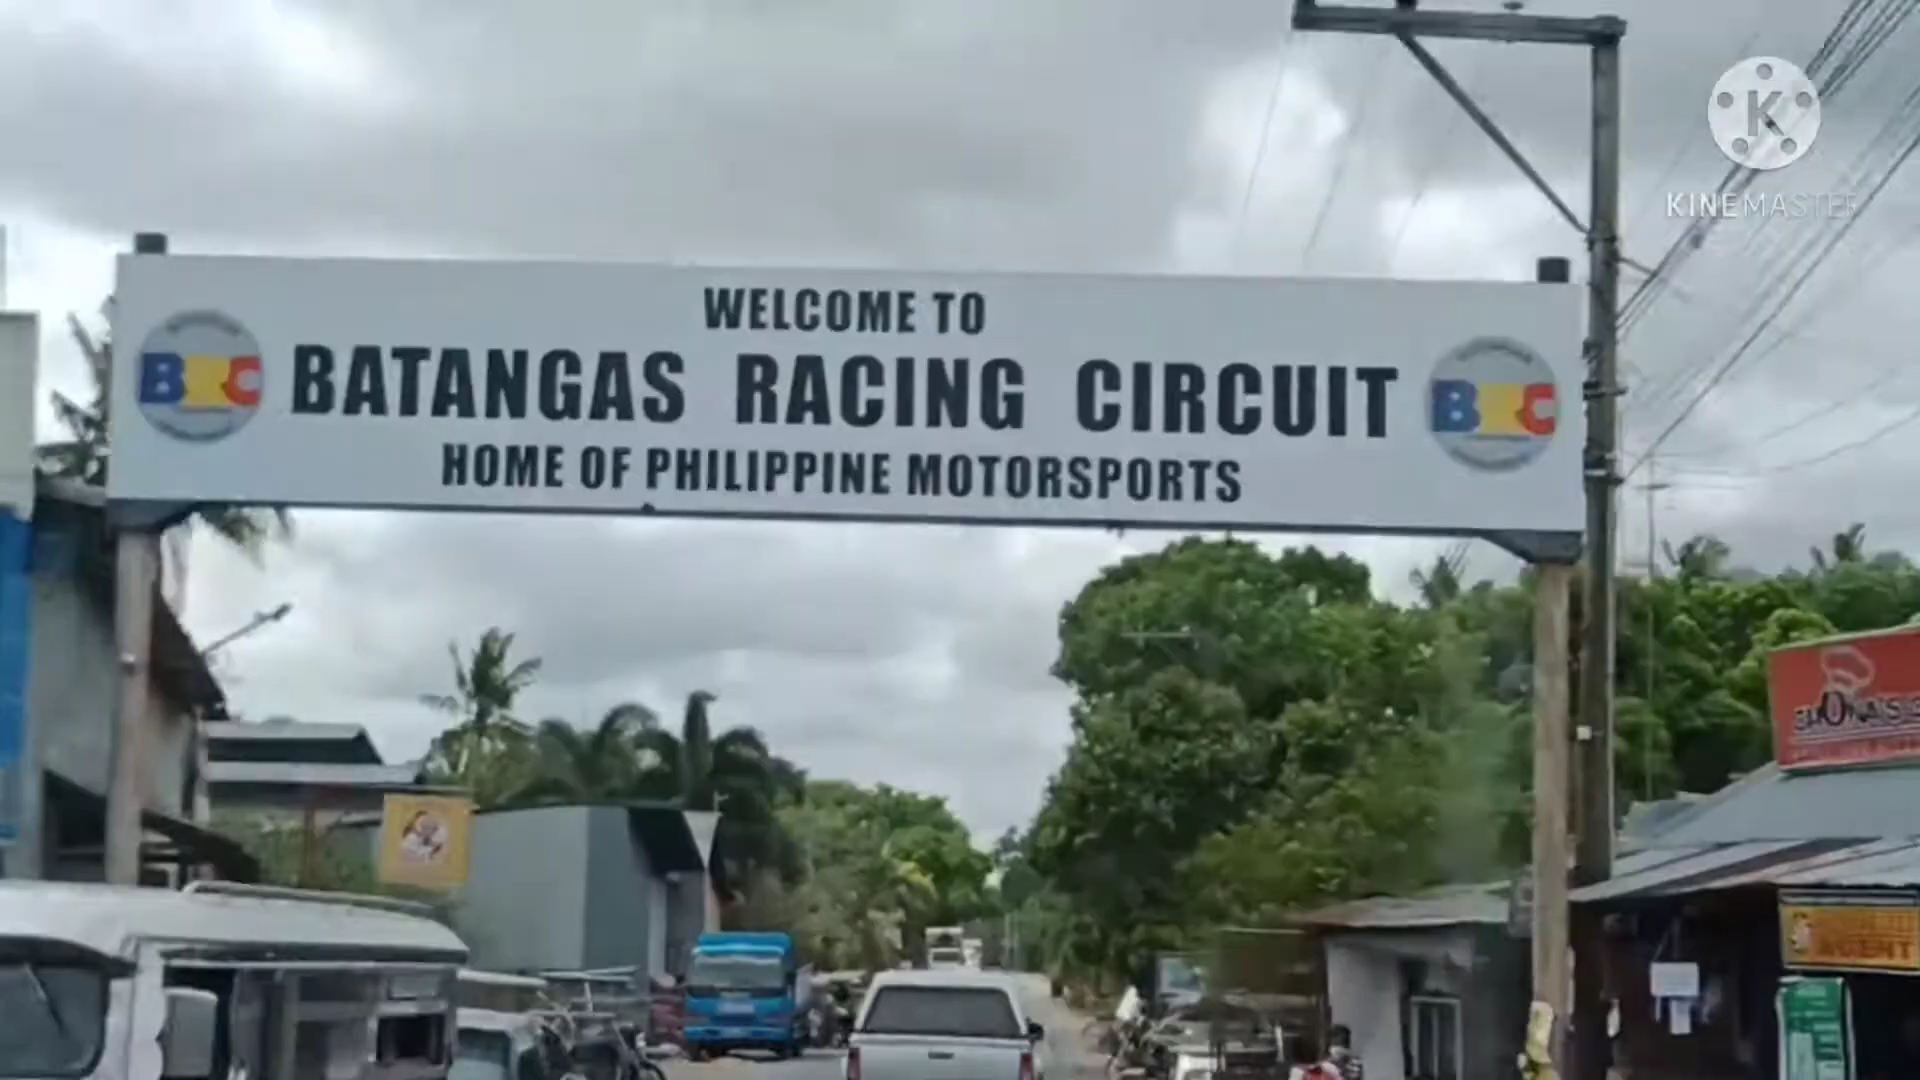 WELCOME TO
BRC BATANGAS RACING CIRCUIT BRC
HOME OF PHILIPPINE MOTORSPORTS
K
KINEMASTER
AGENT